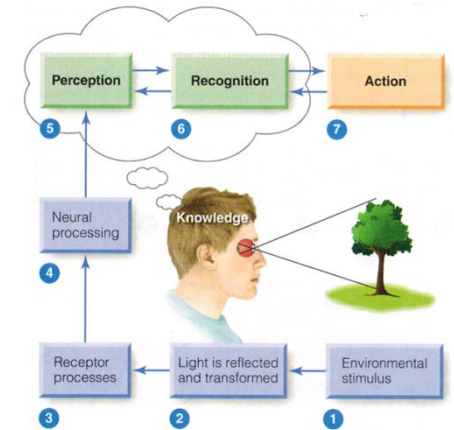 Perception
Recognition
Action
5
6
7
Neural
processing
4
Knowledge
Receptor
processes
Light is reflected
and transformed
Environmental
stimulus
3
2
1